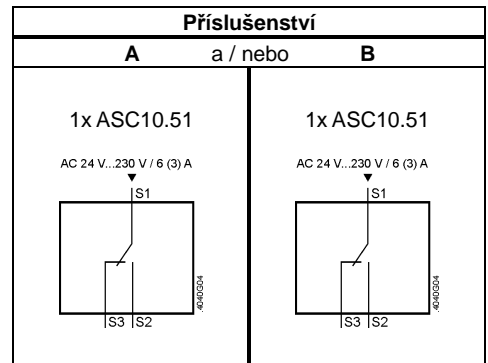 Příslušenství
A a / nebo B
1x ASC10.51 1x ASC10.51
AC 24 V...230 V / 6 (3) A AC 24 V...230 V / 6 (3) A
S1 S1
4040G04 4040G04
S3 S2 S3 S2